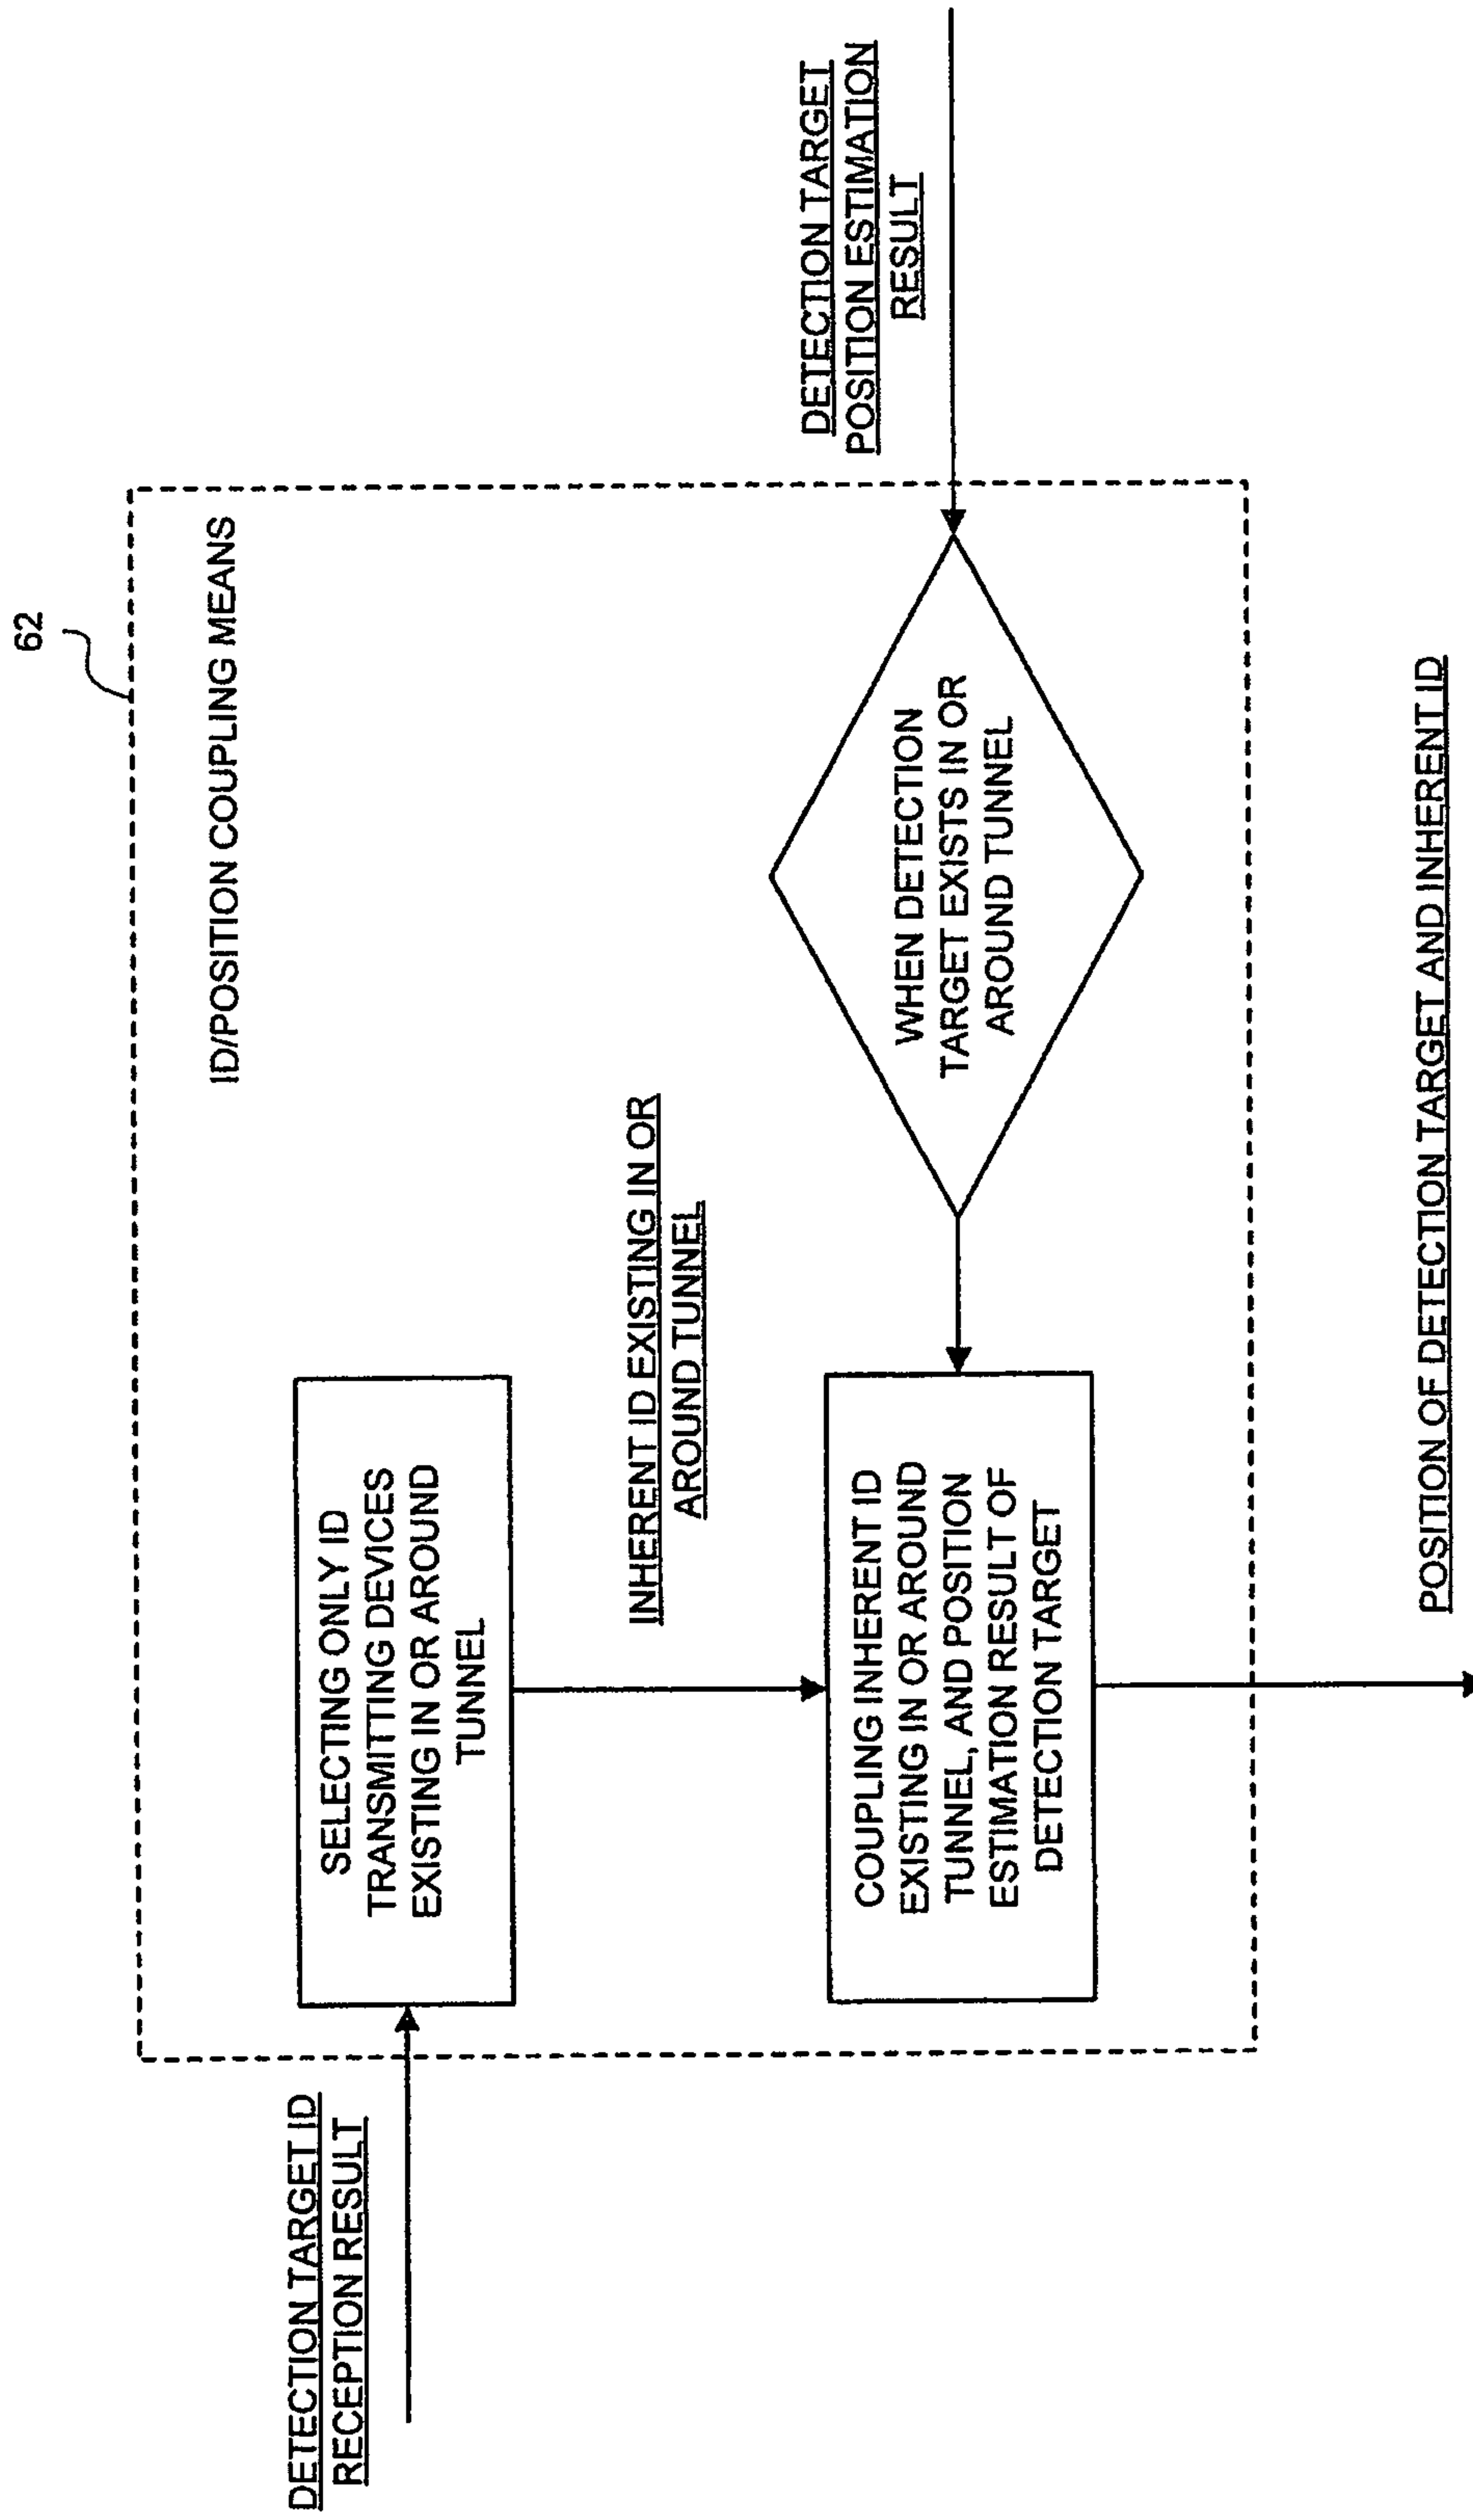 62
ID/POSITION COUPLING MEANS
DETECTION TARGET ID
RECEPTION RESULT
SELECTING ONLY ID
TRANSMITTING DEVICES
EXISTING IN OR AROUND
TUNNEL
INHERENT ID EXISTING IN OR
AROUND TUNNEL
DETECTION TARGET
POSITION ESTIMATION
RESULT
COUPLING INHERENT ID
EXISTING IN OR AROUND
TUNNEL, AND POSITION
ESTIMATION RESULT OF
DETECTION TARGET
WHEN DETECTION
TARGET EXISTS IN OR
AROUND TUNNEL
POSITION OF DETECTION TARGET AND INHERENT ID